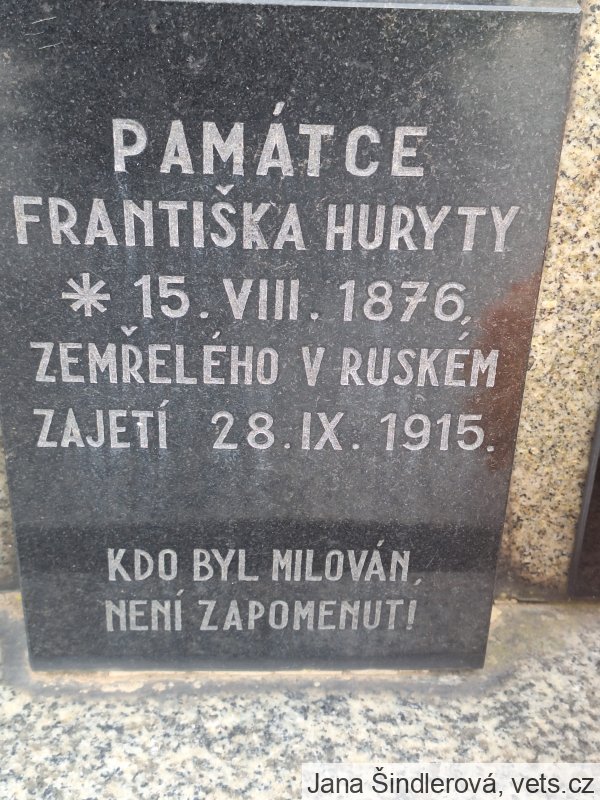 PAMÁTCE
FRANTIŠKA HURYTY
* 15. VIII. 1876,
ZEMŘELÉHO V RUSKÉM
ZAJETÍ 28. IX. 1915.
KDO BYL MILOVÁN,
NENÍ ZAPOMENUT!
Jana Šindlerová, vets.cz